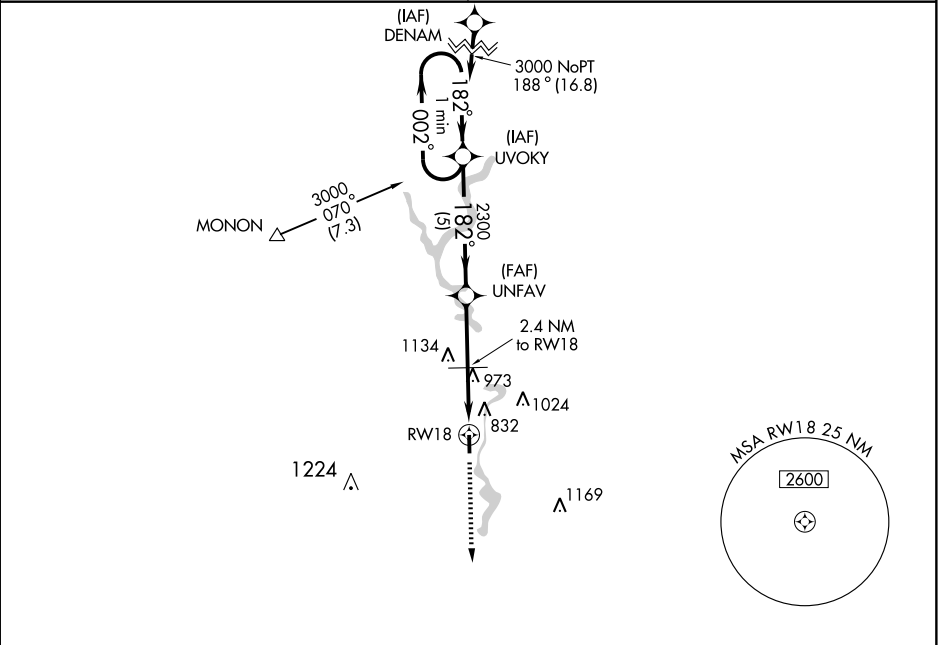 (IAF)
DENAM
3000 NoPT
188° (16.8)
182°
1 min
002°
(IAF)
UVOKY
3000
070°
(7.3)
MONON
2300
182°
(5)
(FAF)
UNFAV
2.4 NM
to RW18
1134
973
1024
832
RW18
1224
1169
MSA RW18 25 NM
2600